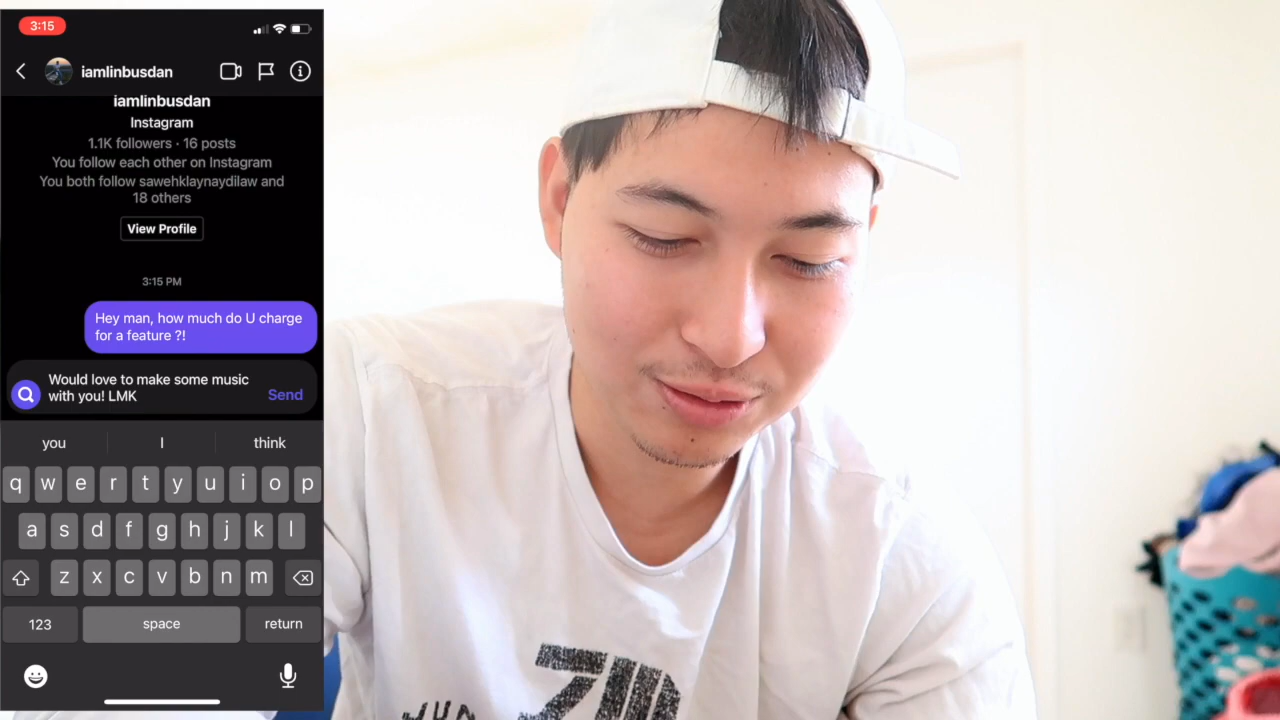 3:15
iamlinbusdan
iamlinbusdan
Instagram
1.1K followers · 16 posts
You follow each other on Instagram
You both follow sawehklaynaydilaw and
18 others
View Profile
3:15 PM
Hey man, how much do U charge
for a feature ?!
Would love to make some music
with you! LMK
Send
you I think
q w e r t y u i o p
a s d f g h j k l
z x c v b n m
123 space return